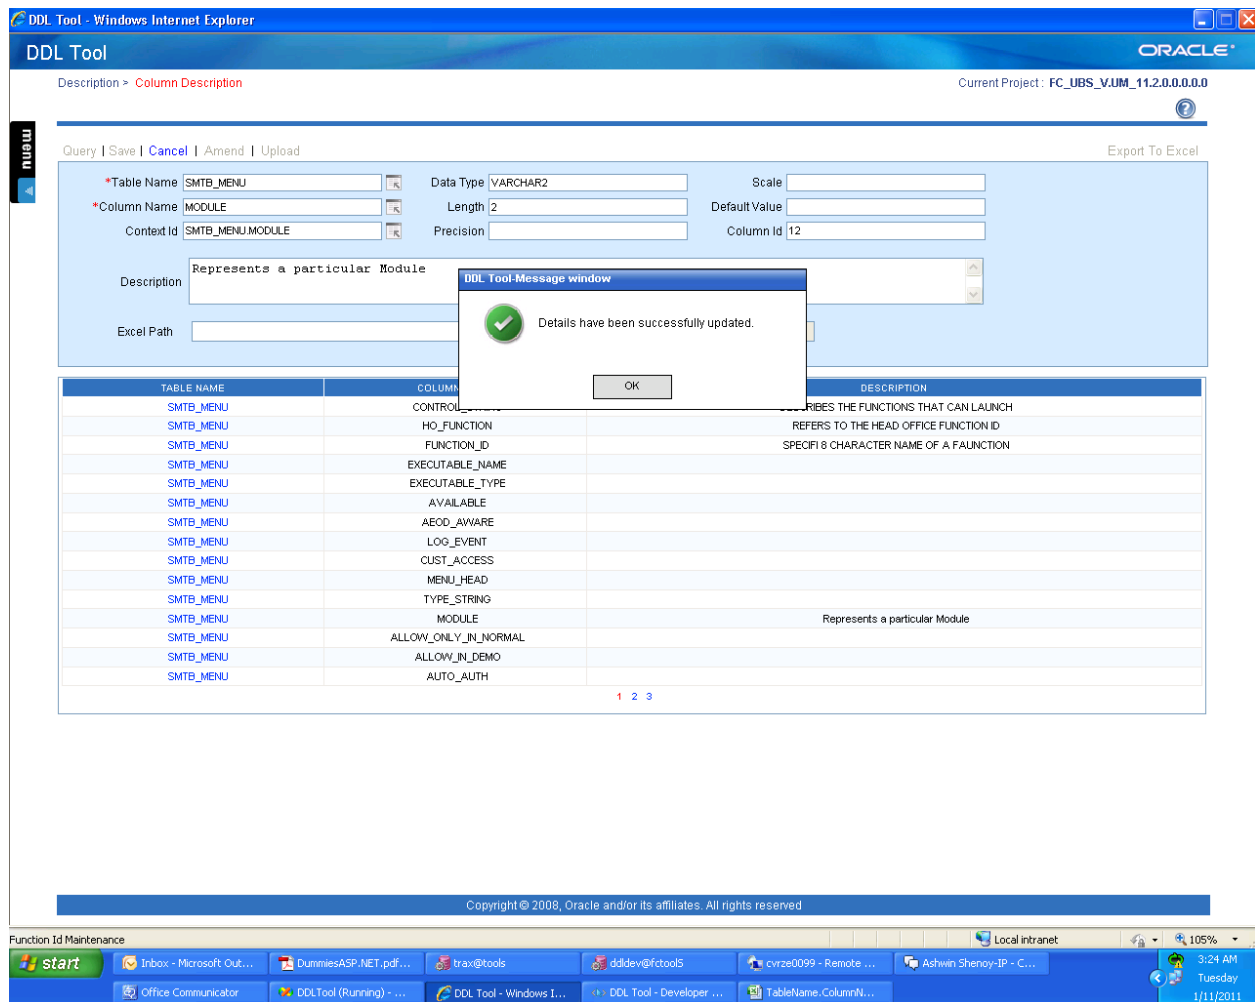 DDL Tool - Windows Internet Explorer
DDL Tool
ORACLE
Description > Column Description
Current Project : FC_UBS_V.UM_11.2.0.0.0.0.0
menu
Query | Save | Cancel | Amend | Upload
Export To Excel
*Table Name SMTB_MENU Data Type VARCHAR2 Scale
*Column Name MODULE Length 2 Default Value
Context Id SMTB_MENU.MODULE Precision Column Id 12
Description Represents a particular Module
Excel Path
DDL Tool-Message window
Details have been successfully updated.
OK
TABLE NAME COLUMN DESCRIPTION
SMTB_MENU THE FUNCTIONS THAT CAN LAUNCH
SMTB_MENU HO_FUNCTION REFERS TO THE HEAD OFFICE FUNCTION ID
SMTB_MENU FUNCTION_ID SPECIFI 8 CHARACTER NAME OF A FAUNCTION
SMTB_MENU EXECUTABLE_NAME
SMTB_MENU EXECUTABLE_TYPE
SMTB_MENU AVAILABLE
SMTB_MENU AEOD_AWARE
SMTB_MENU LOG_EVENT
SMTB_MENU CUST_ACCESS
SMTB_MENU MENU_HEAD
SMTB_MENU TYPE_STRING
SMTB_MENU MODULE Represents a particular Module
SMTB_MENU ALLOW_ONLY_IN_NORMAL
SMTB_MENU ALLOW_IN_DEMO
SMTB_MENU AUTO_AUTH
1 2 3
Copyright © 2008, Oracle and/or its affiliates. All rights reserved
Function Id Maintenance
Local intranet
105%
start
Inbox - Microsoft Out...
DummiesASP.NET.pdf...
trax@tools
ddldev@fctool5
cvrze0099 - Remote ...
Ashwin Shenoy-IP - C...
3:24 AM
Office Communicator
DDLTool (Running) - ...
DDL Tool - Windows I...
DDL Tool - Developer ...
TableName.ColumnN...
Tuesday
1/11/2011